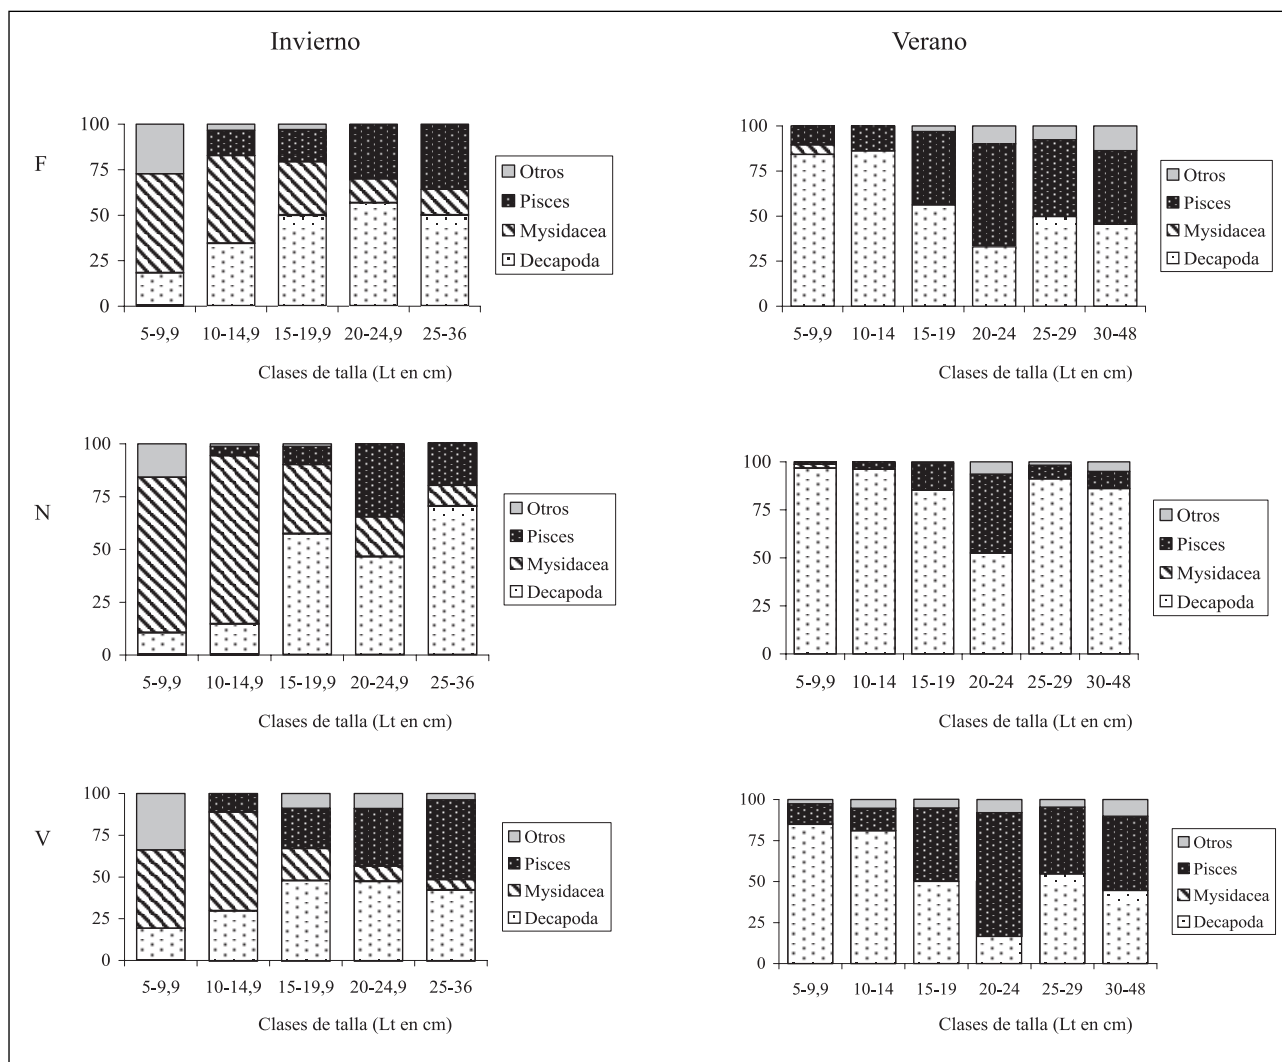 Invierno
Verano
F
100
75
50
25
0
5-9,9 10-14,9 15-19,9 20-24,9 25-36
Clases de talla (Lt en cm)
Otros
Pisces
Mysidacea
Decapoda
100
75
50
25
0
5-9,9 10-14 15-19 20-24 25-29 30-48
Clases de talla (Lt en cm)
Otros
Pisces
Mysidacea
Decapoda
N
100
75
50
25
0
5-9,9 10-14,9 15-19,9 20-24,9 25-36
Clases de talla (Lt en cm)
Otros
Pisces
Mysidacea
Decapoda
100
75
50
25
0
5-9,9 10-14 15-19 20-24 25-29 30-48
Clases de talla (Lt en cm)
Otros
Pisces
Mysidacea
Decapoda
V
100
75
50
25
0
5-9,9 10-14,9 15-19,9 20-24,9 25-36
Clases de talla (Lt en cm)
Otros
Pisces
Mysidacea
Decapoda
100
75
50
25
0
5-9,9 10-14 15-19 20-24 25-29 30-48
Clases de talla (Lt en cm)
Otros
Pisces
Mysidacea
Decapoda